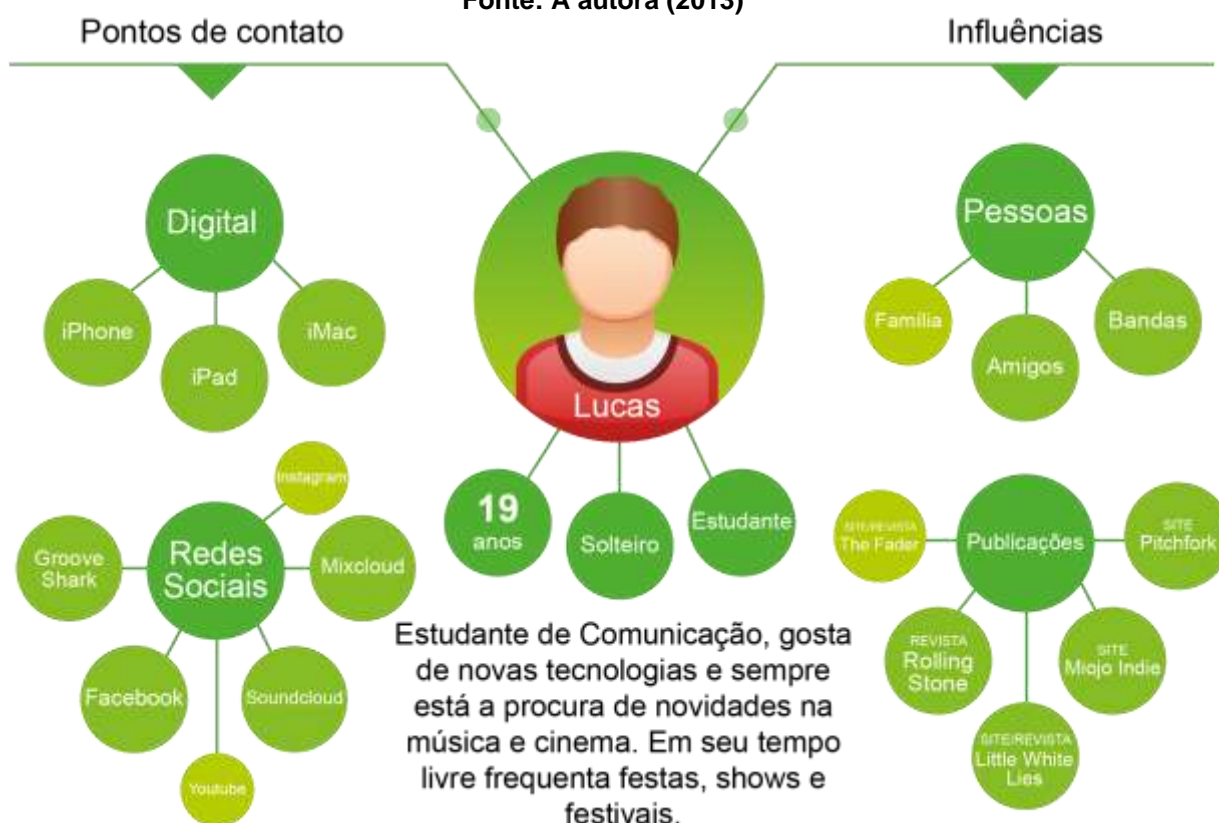 Fonte: A autora (2013)
Pontos de contato
Influências
Digital
iPhone
iPad
iMac
Redes
Sociais
Instagram
Groove
Shark
Mixcloud
Facebook
Soundcloud
Youtube
Lucas
19
anos
Solteiro
Estudante
Estudante de Comunicação, gosta
de novas tecnologias e sempre
está a procura de novidades na
música e cinema. Em seu tempo
livre frequenta festas, shows e
festivais.
Pessoas
Família
Amigos
Bandas
Publicações
SITE/REVISTA
The Fader
SITE
Pitchfork
REVISTA
Rolling
Stone
SITE
Miojo Indie
SITE/REVISTA
Little White
Lies